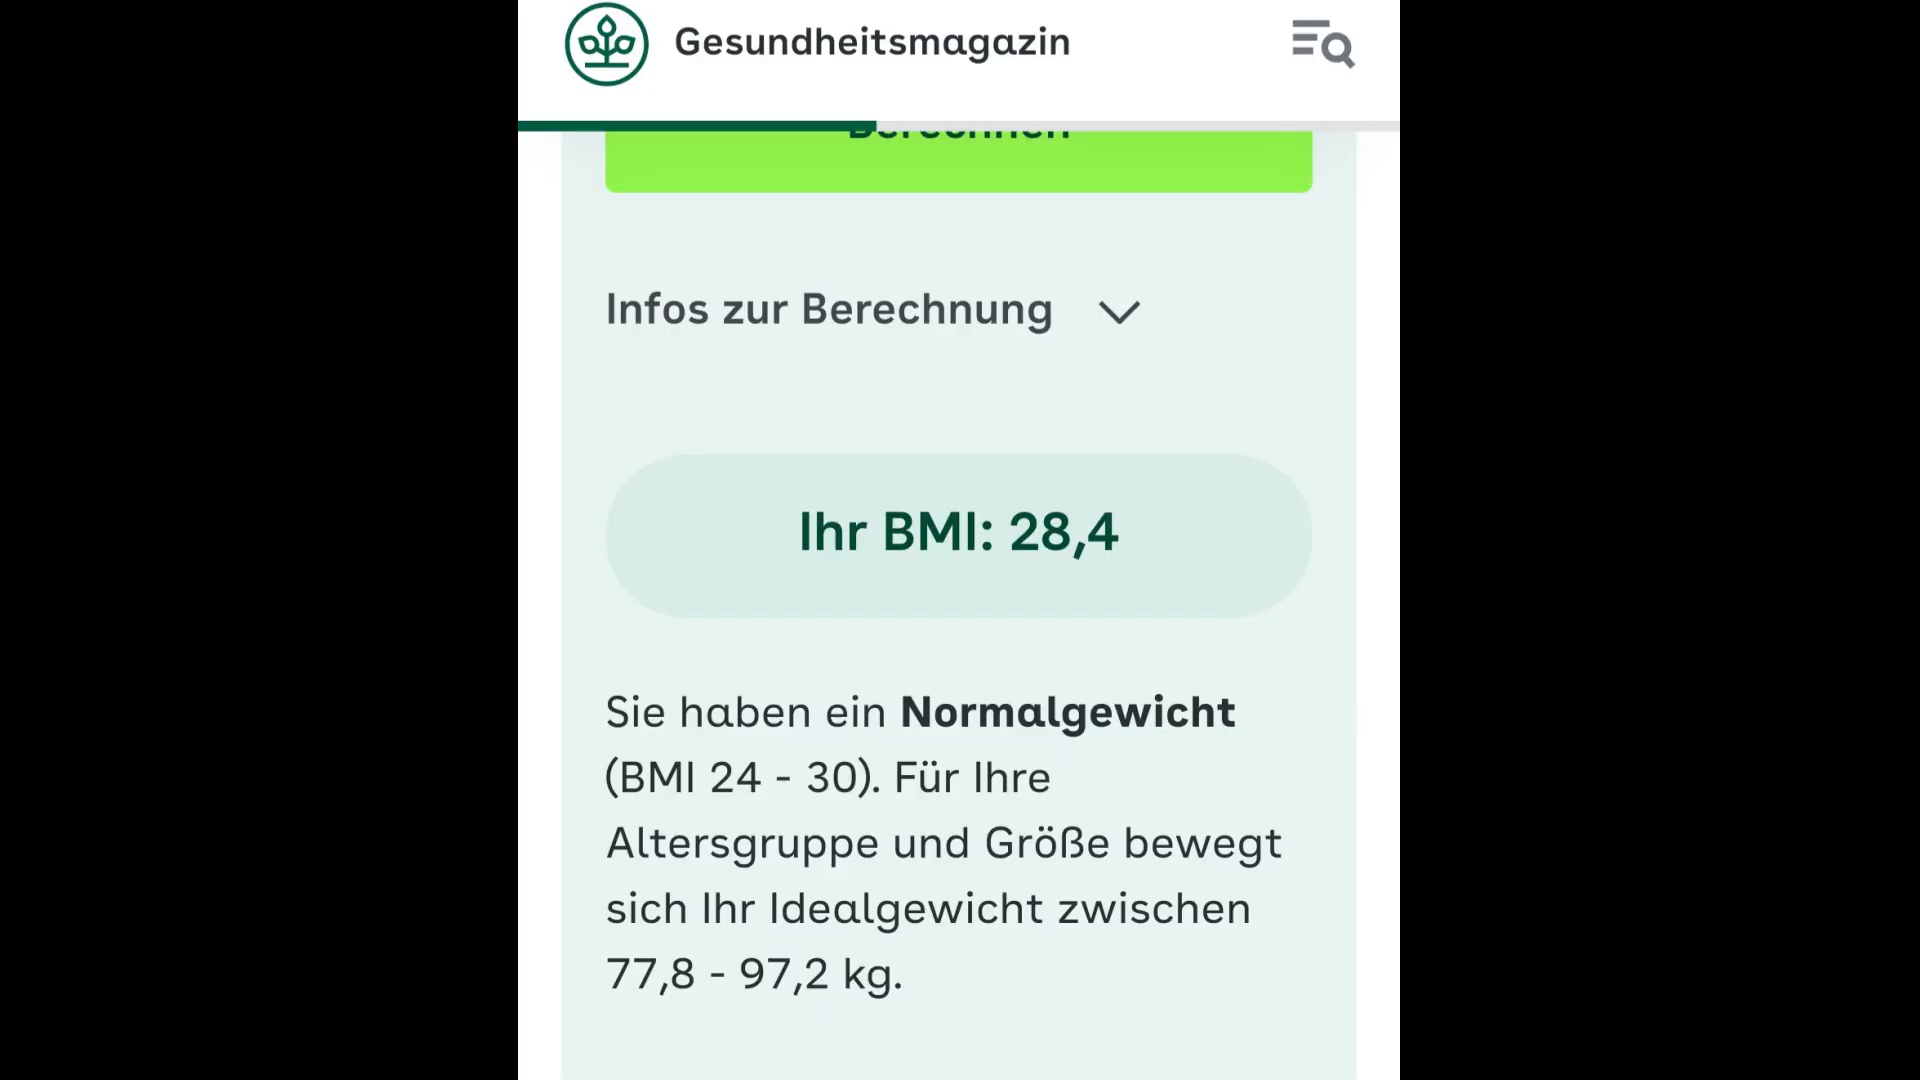 Gesundheitsmagazin
Berechnen
Infos zur Berechnung
Ihr BMI: 28,4
Sie haben ein Normalgewicht
(BMI 24 - 30). Für Ihre
Altersgruppe und Größe bewegt
sich Ihr Idealgewicht zwischen
77,8 - 97,2 kg.